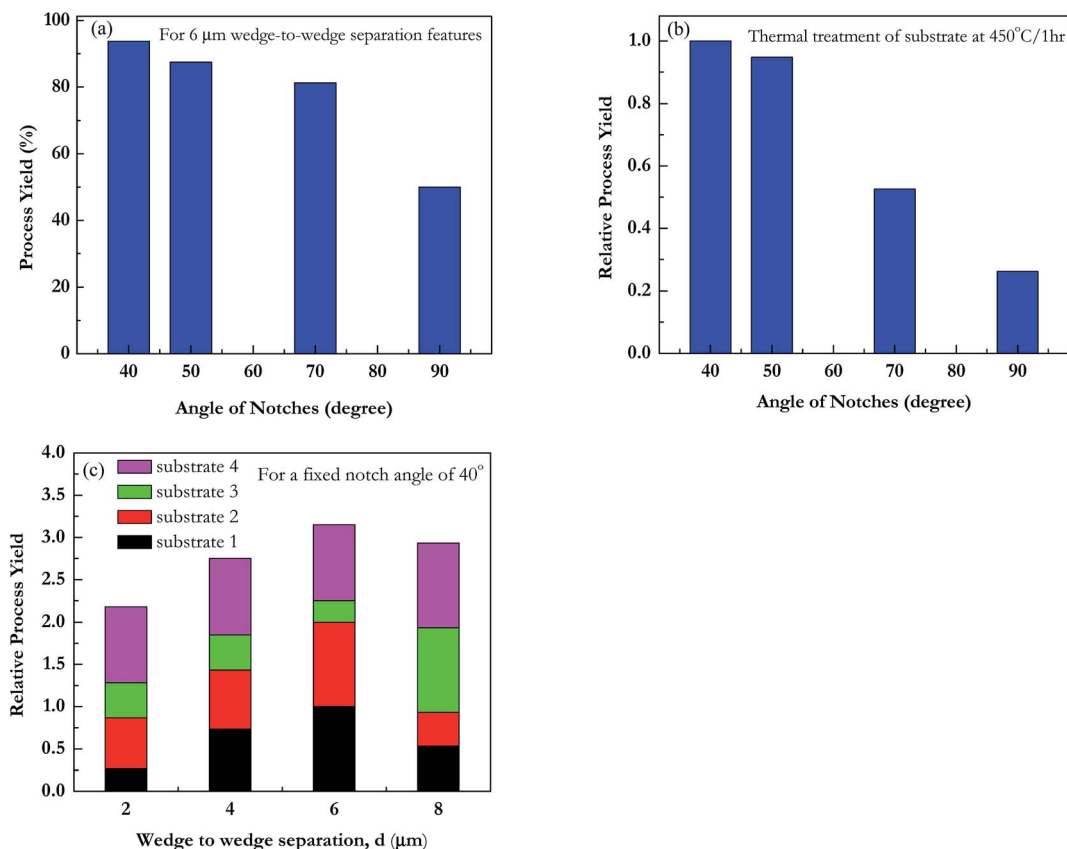 (a)
For 6 µm wedge-to-wedge separation features
Process Yield (%)
100
80
60
40
20
0
40 50 60 70 80 90
Angle of Notches (degree)
(b)
Thermal treatment of substrate at 450°C/1hr
Relative Process Yield
1.0
0.8
0.6
0.4
0.2
0.0
40 50 60 70 80 90
Angle of Notches (degree)
(c)
For a fixed notch angle of 40°
substrate 4
substrate 3
substrate 2
substrate 1
Relative Process Yield
4.0
3.5
3.0
2.5
2.0
1.5
1.0
0.5
0.0
2 4 6 8
Wedge to wedge separation, d (µm)